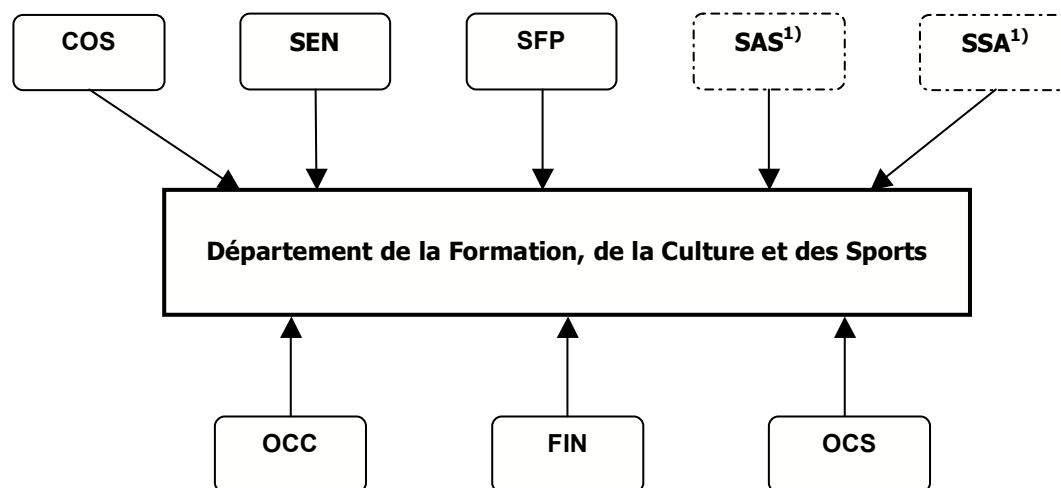 COS
SEN
SFP
SAS1)
SSA1)
Département de la Formation, de la Culture et des Sports
OCC
FIN
OCS